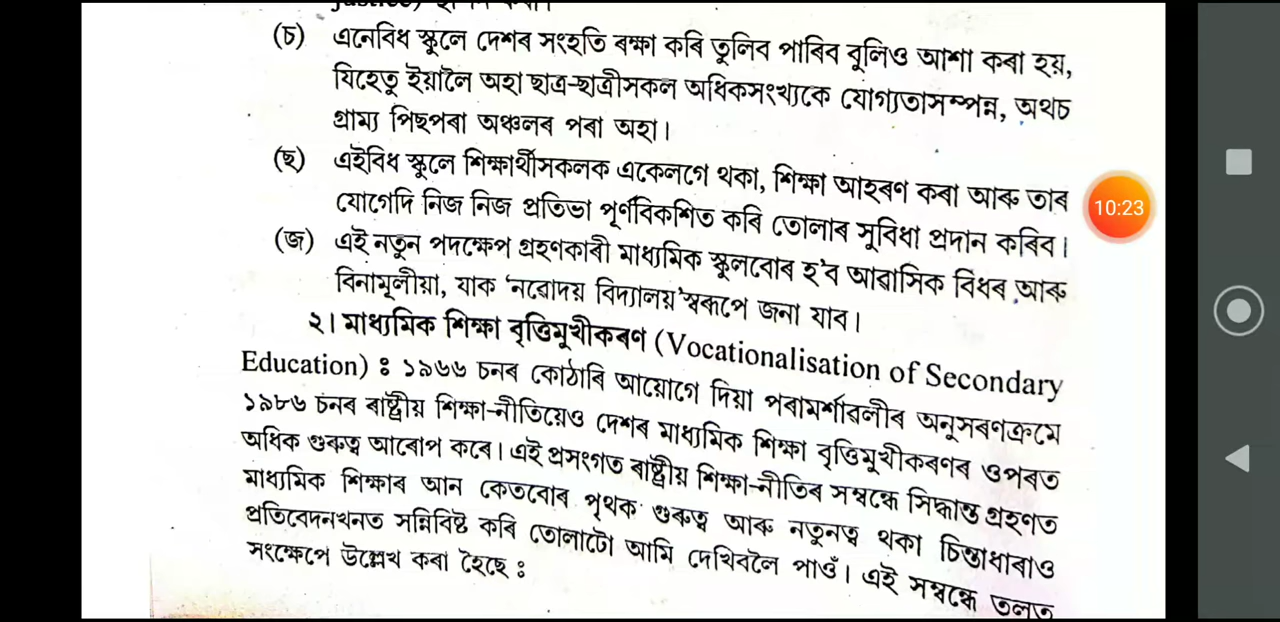 (চ) এনেবিধ স্কুলে দেশৰ সংহতি ৰক্ষা কৰি তুলিব পাৰিব বুলিও আশা কৰা হয়,
যিহেতু ইয়ালৈ অহা ছাত্ৰ-ছাত্ৰীসকল অধিকসংখ্যকে যোগ্যতাসম্পন্ন, অথচ
গ্ৰাম্য পিছপৰা অঞ্চলৰ পৰা অহা।
(ছ) এইবিধ স্কুলে শিক্ষাৰ্থীসকলক একেলগে থকা, শিক্ষা আহৰণ কৰা আৰু তাৰ
যোগেদি নিজ নিজ প্ৰতিভা পূৰ্ণবিকশিত কৰি তোলাৰ সুবিধা প্ৰদান কৰিব।
10:23
(জ) এই নতুন পদক্ষেপ গ্ৰহণকাৰী মাধ্যমিক স্কুলবোৰ হ'ব আৱাসিক বিধৰ আৰু
বিনামূলীয়া, যাক 'নৱোদয় বিদ্যালয়'স্বৰূপে জনা যাব।
২। মাধ্যমিক শিক্ষা বৃত্তিমুখীকৰণ (Vocationalisation of Secondary
Education) ঃ ১৯৬৬ চনৰ কোঠাৰি আয়োগে দিয়া পৰামৰ্শাৱলীৰ অনুসৰণক্ৰমে
১৯৮৬ চনৰ ৰাষ্ট্ৰীয় শিক্ষা-নীতিয়েও দেশৰ মাধ্যমিক শিক্ষা বৃত্তিমুখীকৰণৰ ওপৰত
অধিক গুৰুত্ব আৰোপ কৰে। এই প্ৰসংগত ৰাষ্ট্ৰীয় শিক্ষা-নীতিৰ সম্বন্ধে সিদ্ধান্ত গ্ৰহণত
মাধ্যমিক শিক্ষাৰ আন কেতবোৰ পৃথক গুৰুত্ব আৰু নতুনত্ব থকা চিন্তাধাৰাও
প্ৰতিবেদনখনত সন্নিবিষ্ট কৰি তোলাটো আমি দেখিবলৈ পাওঁ। এই সম্বন্ধে তলত
সংক্ষেপে উল্লেখ কৰা হৈছে ঃ